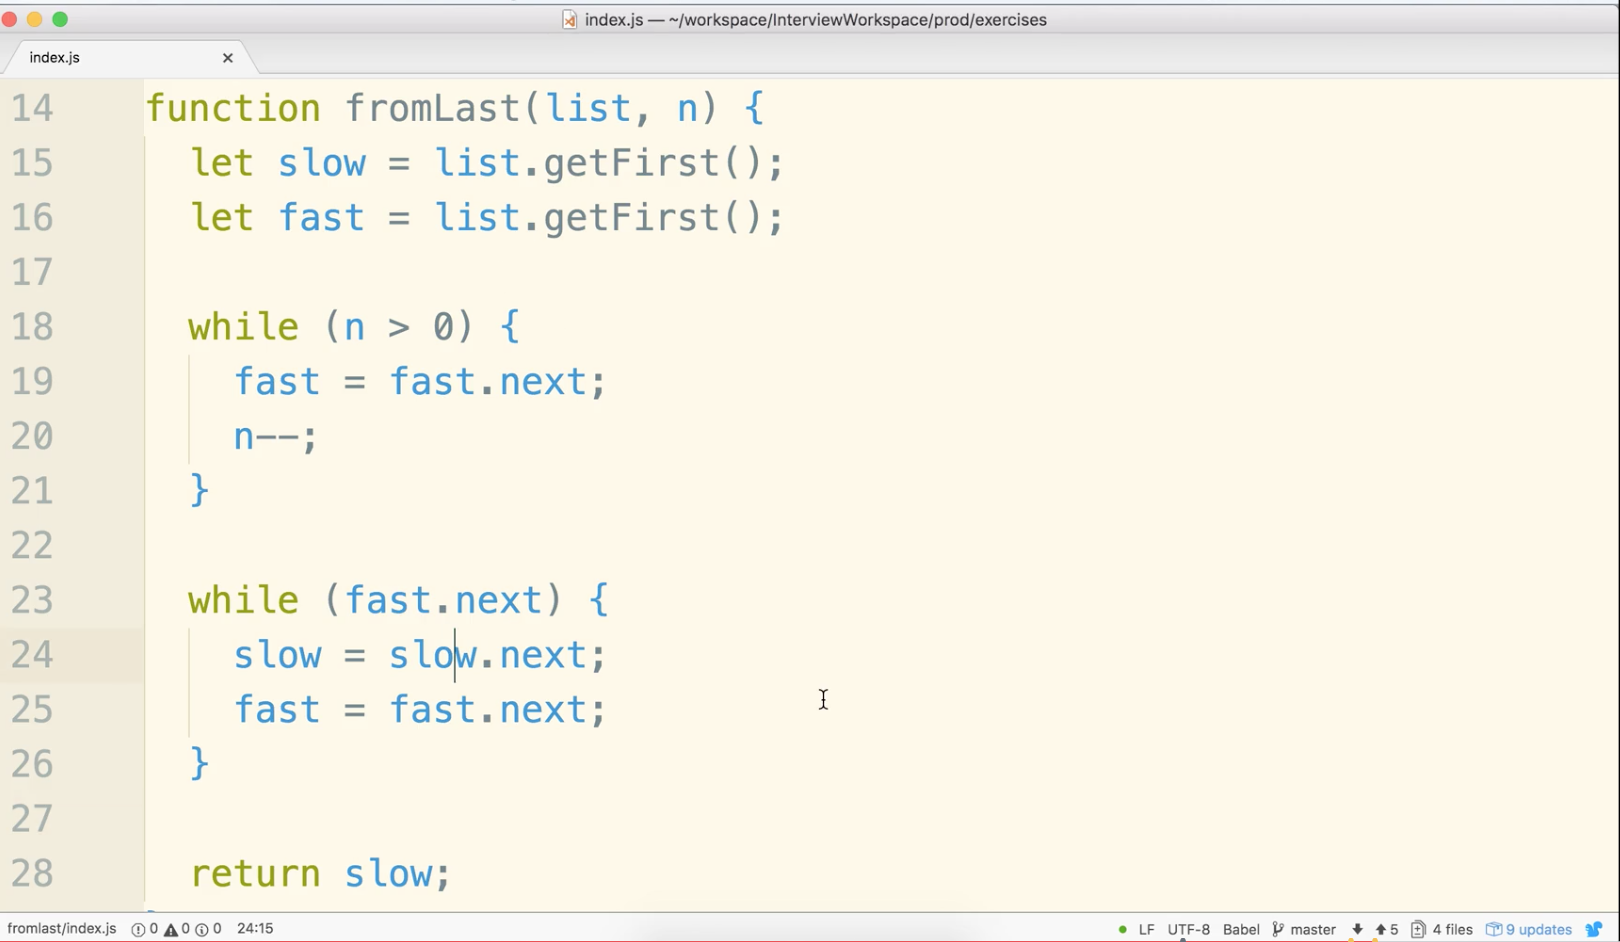 index.js — ~/workspace/InterviewWorkspace/prod/exercises
index.js ×
14 function fromLast(list, n) {
15 let slow = list.getFirst();
16 let fast = list.getFirst();
17
18 while (n > 0) {
19 fast = fast.next;
20 n--;
21 }
22
23 while (fast.next) {
24 slow = slow.next;
25 fast = fast.next;
26 }
27
28 return slow;
fromlast/index.js 0 0 0 24:15 LF UTF-8 Babel master 5 4 files 9 updates